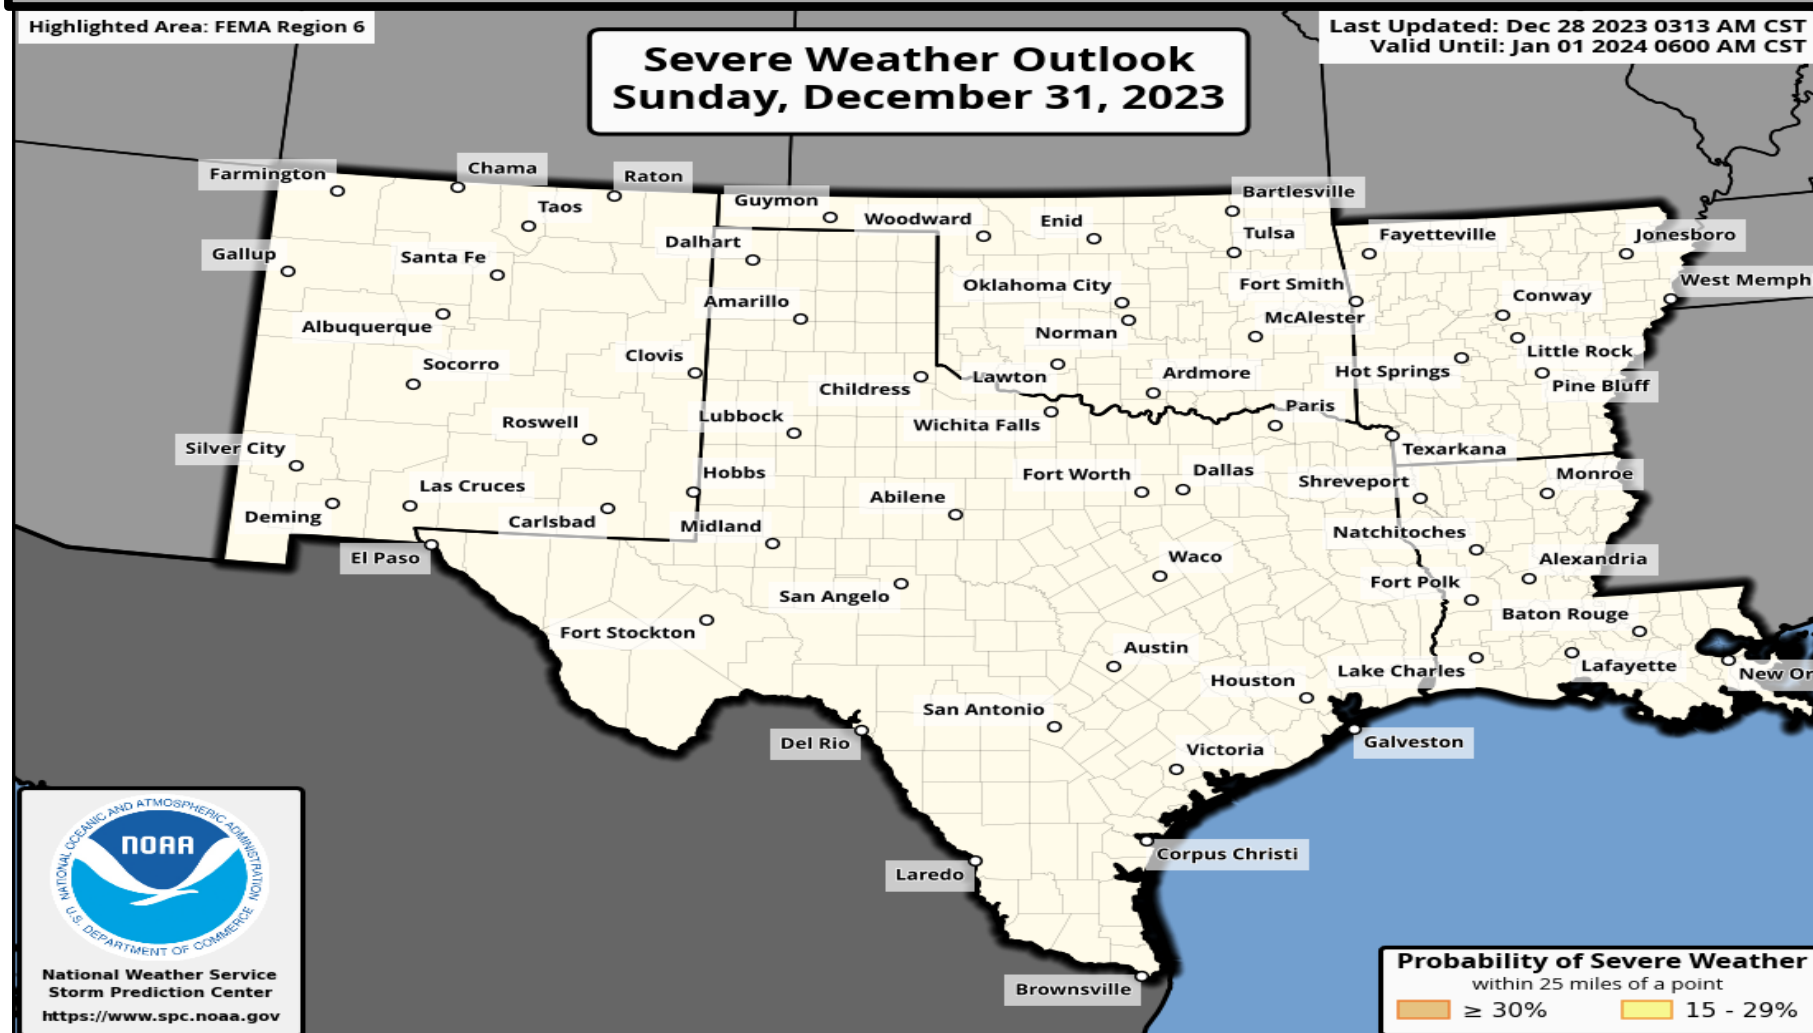 Highlighted Area: FEMA Region 6
Severe Weather Outlook
Sunday, December 31, 2023
Last Updated: Dec 28 2023 0313 AM CST
Valid Until: Jan 01 2024 0600 AM CST
Farmington
Chama
Raton
Taos
Guymon
Woodward
Enid
Bartlesville
Tulsa
Fayetteville
Jonesboro
Gallup
Santa Fe
Dalhart
Oklahoma City
Fort Smith
Conway
West Memph
Albuquerque
Amarillo
Norman
McAlester
Little Rock
Socorro
Clovis
Childress
Lawton
Ardmore
Hot Springs
Pine Bluff
Roswell
Lubbock
Wichita Falls
Paris
Texarkana
Silver City
Hobbs
Fort Worth
Dallas
Shreveport
Monroe
Las Cruces
Abilene
Deming
Carlsbad
Midland
Natchitoches
El Paso
Waco
Alexandria
San Angelo
Fort Polk
Fort Stockton
Baton Rouge
Austin
Houston
Lake Charles
Lafayette
New Or
San Antonio
Del Rio
Victoria
Galveston
Corpus Christi
Laredo
Brownsville
NATIONAL OCEANIC AND ATMOSPHERIC ADMINISTRATION
NOAA
U.S. DEPARTMENT OF COMMERCE
National Weather Service
Storm Prediction Center
https://www.spc.noaa.gov
Probability of Severe Weather
within 25 miles of a point
≥ 30%
15 - 29%